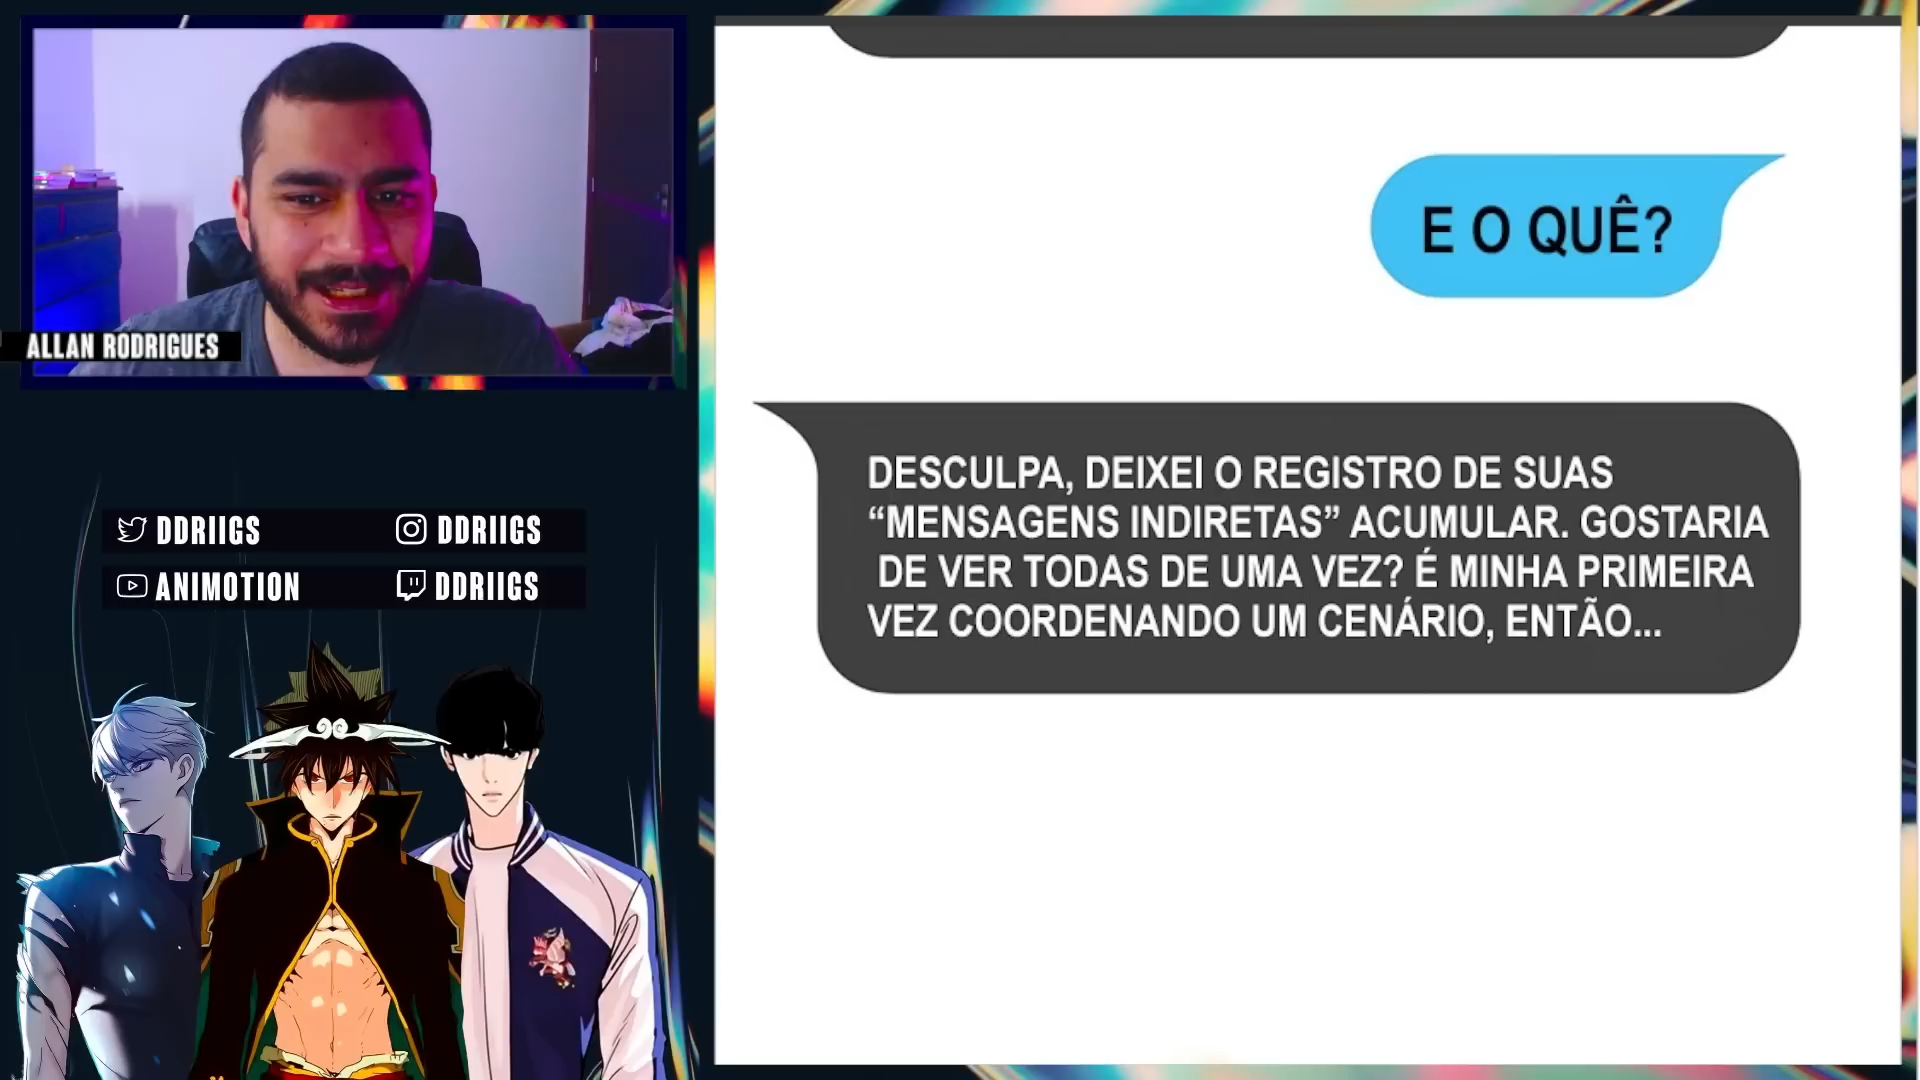 ALLAN RODRIGUES
DDRIIGS
DDRIIGS
ANIMOTION
DDRIIGS
E O QUÊ?
DESCULPA, DEIXEI O REGISTRO DE SUAS
“MENSAGENS INDIRETAS” ACUMULAR. GOSTARIA
DE VER TODAS DE UMA VEZ? É MINHA PRIMEIRA
VEZ COORDENANDO UM CENÁRIO, ENTÃO...